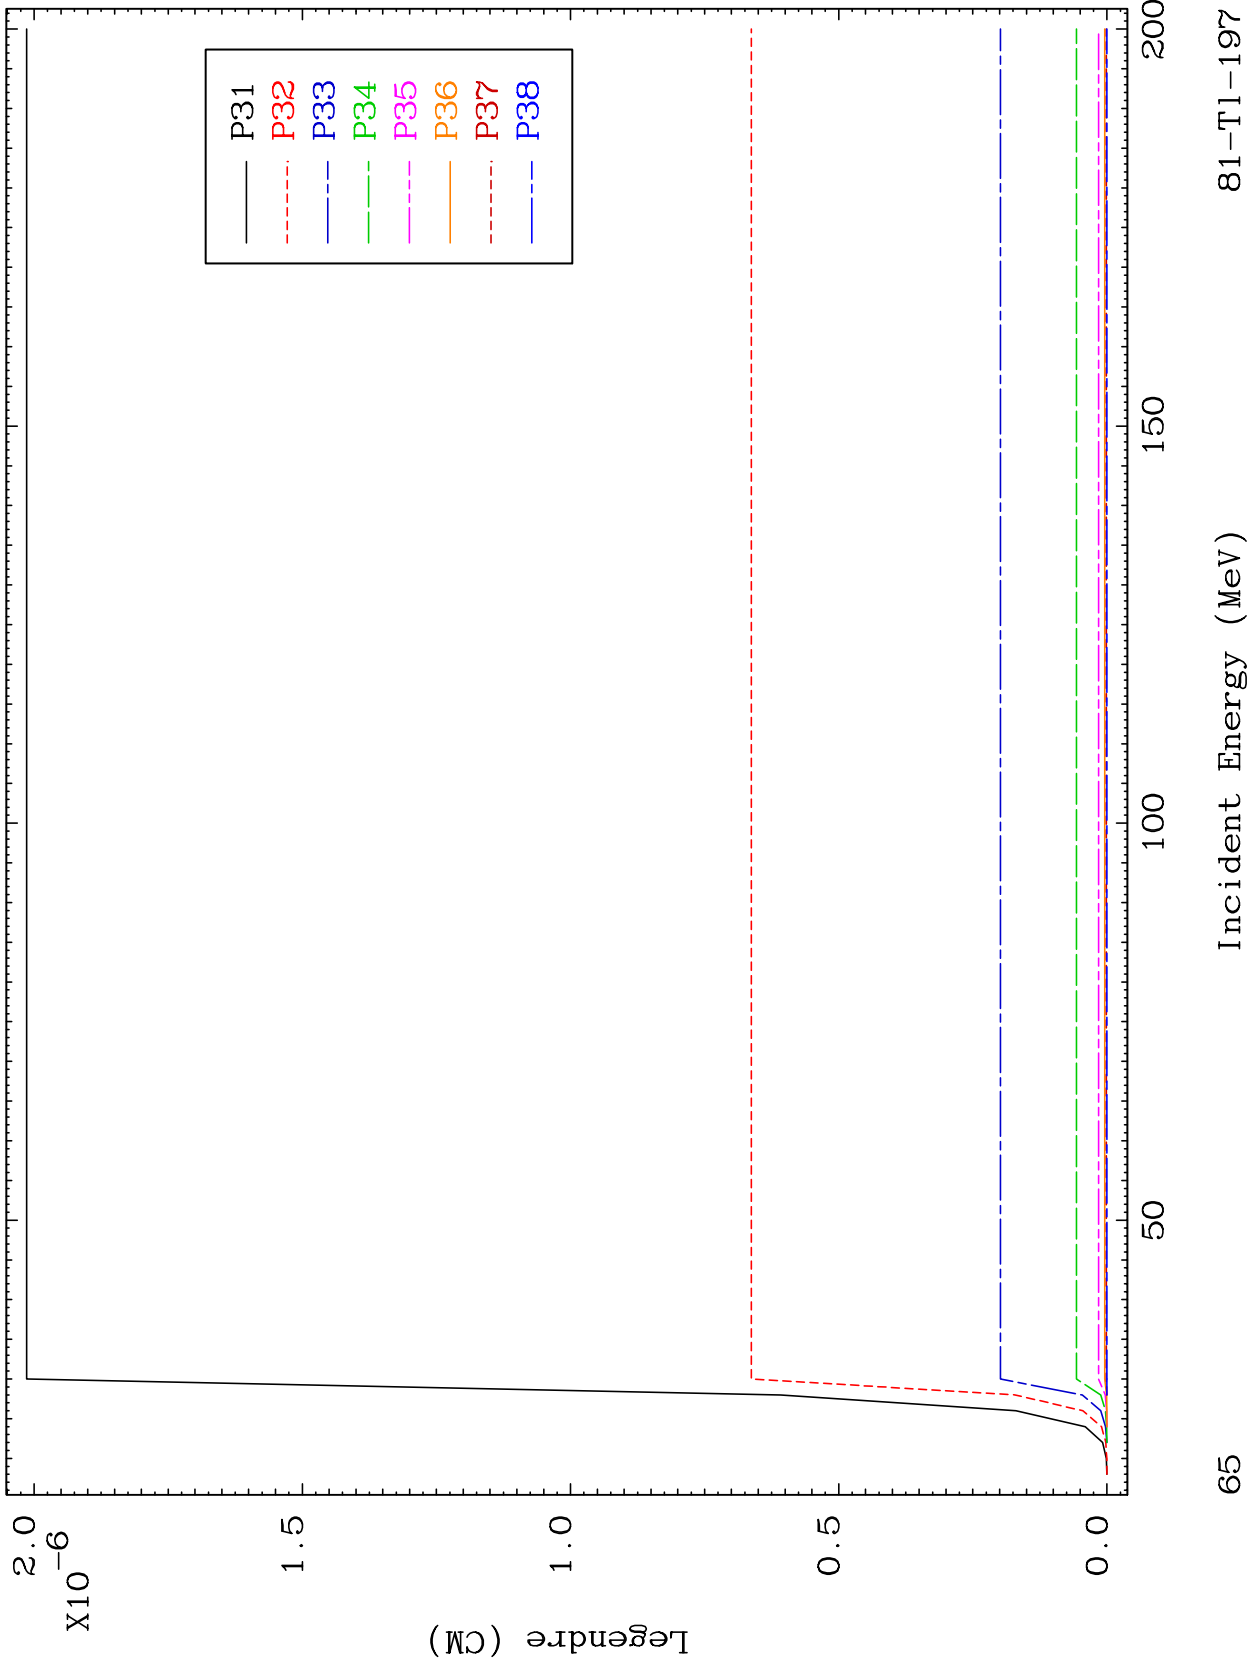 2.0
X10-6
1.5
1.0
0.5
0.0
Legendre (CM)
P31
P32
P33
P34
P35
P36
P37
P38
50
100
150
200
Incident Energy (MeV)
65
81-Tl-197